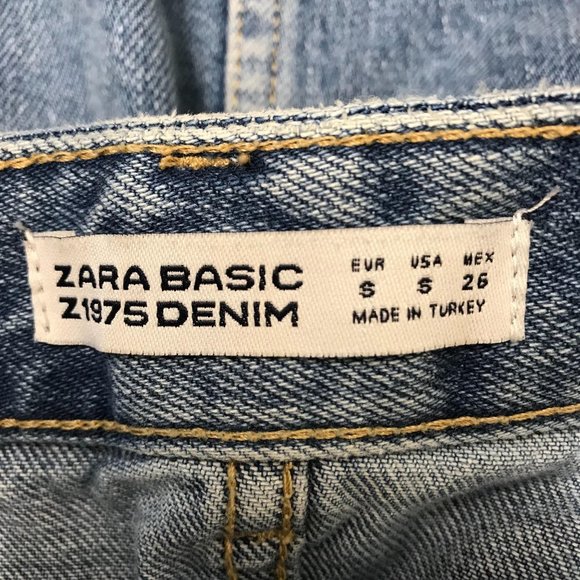 ZARA BASIC
Z1975 DENIM
EUR USA MEX
S S 26
MADE IN TURKEY